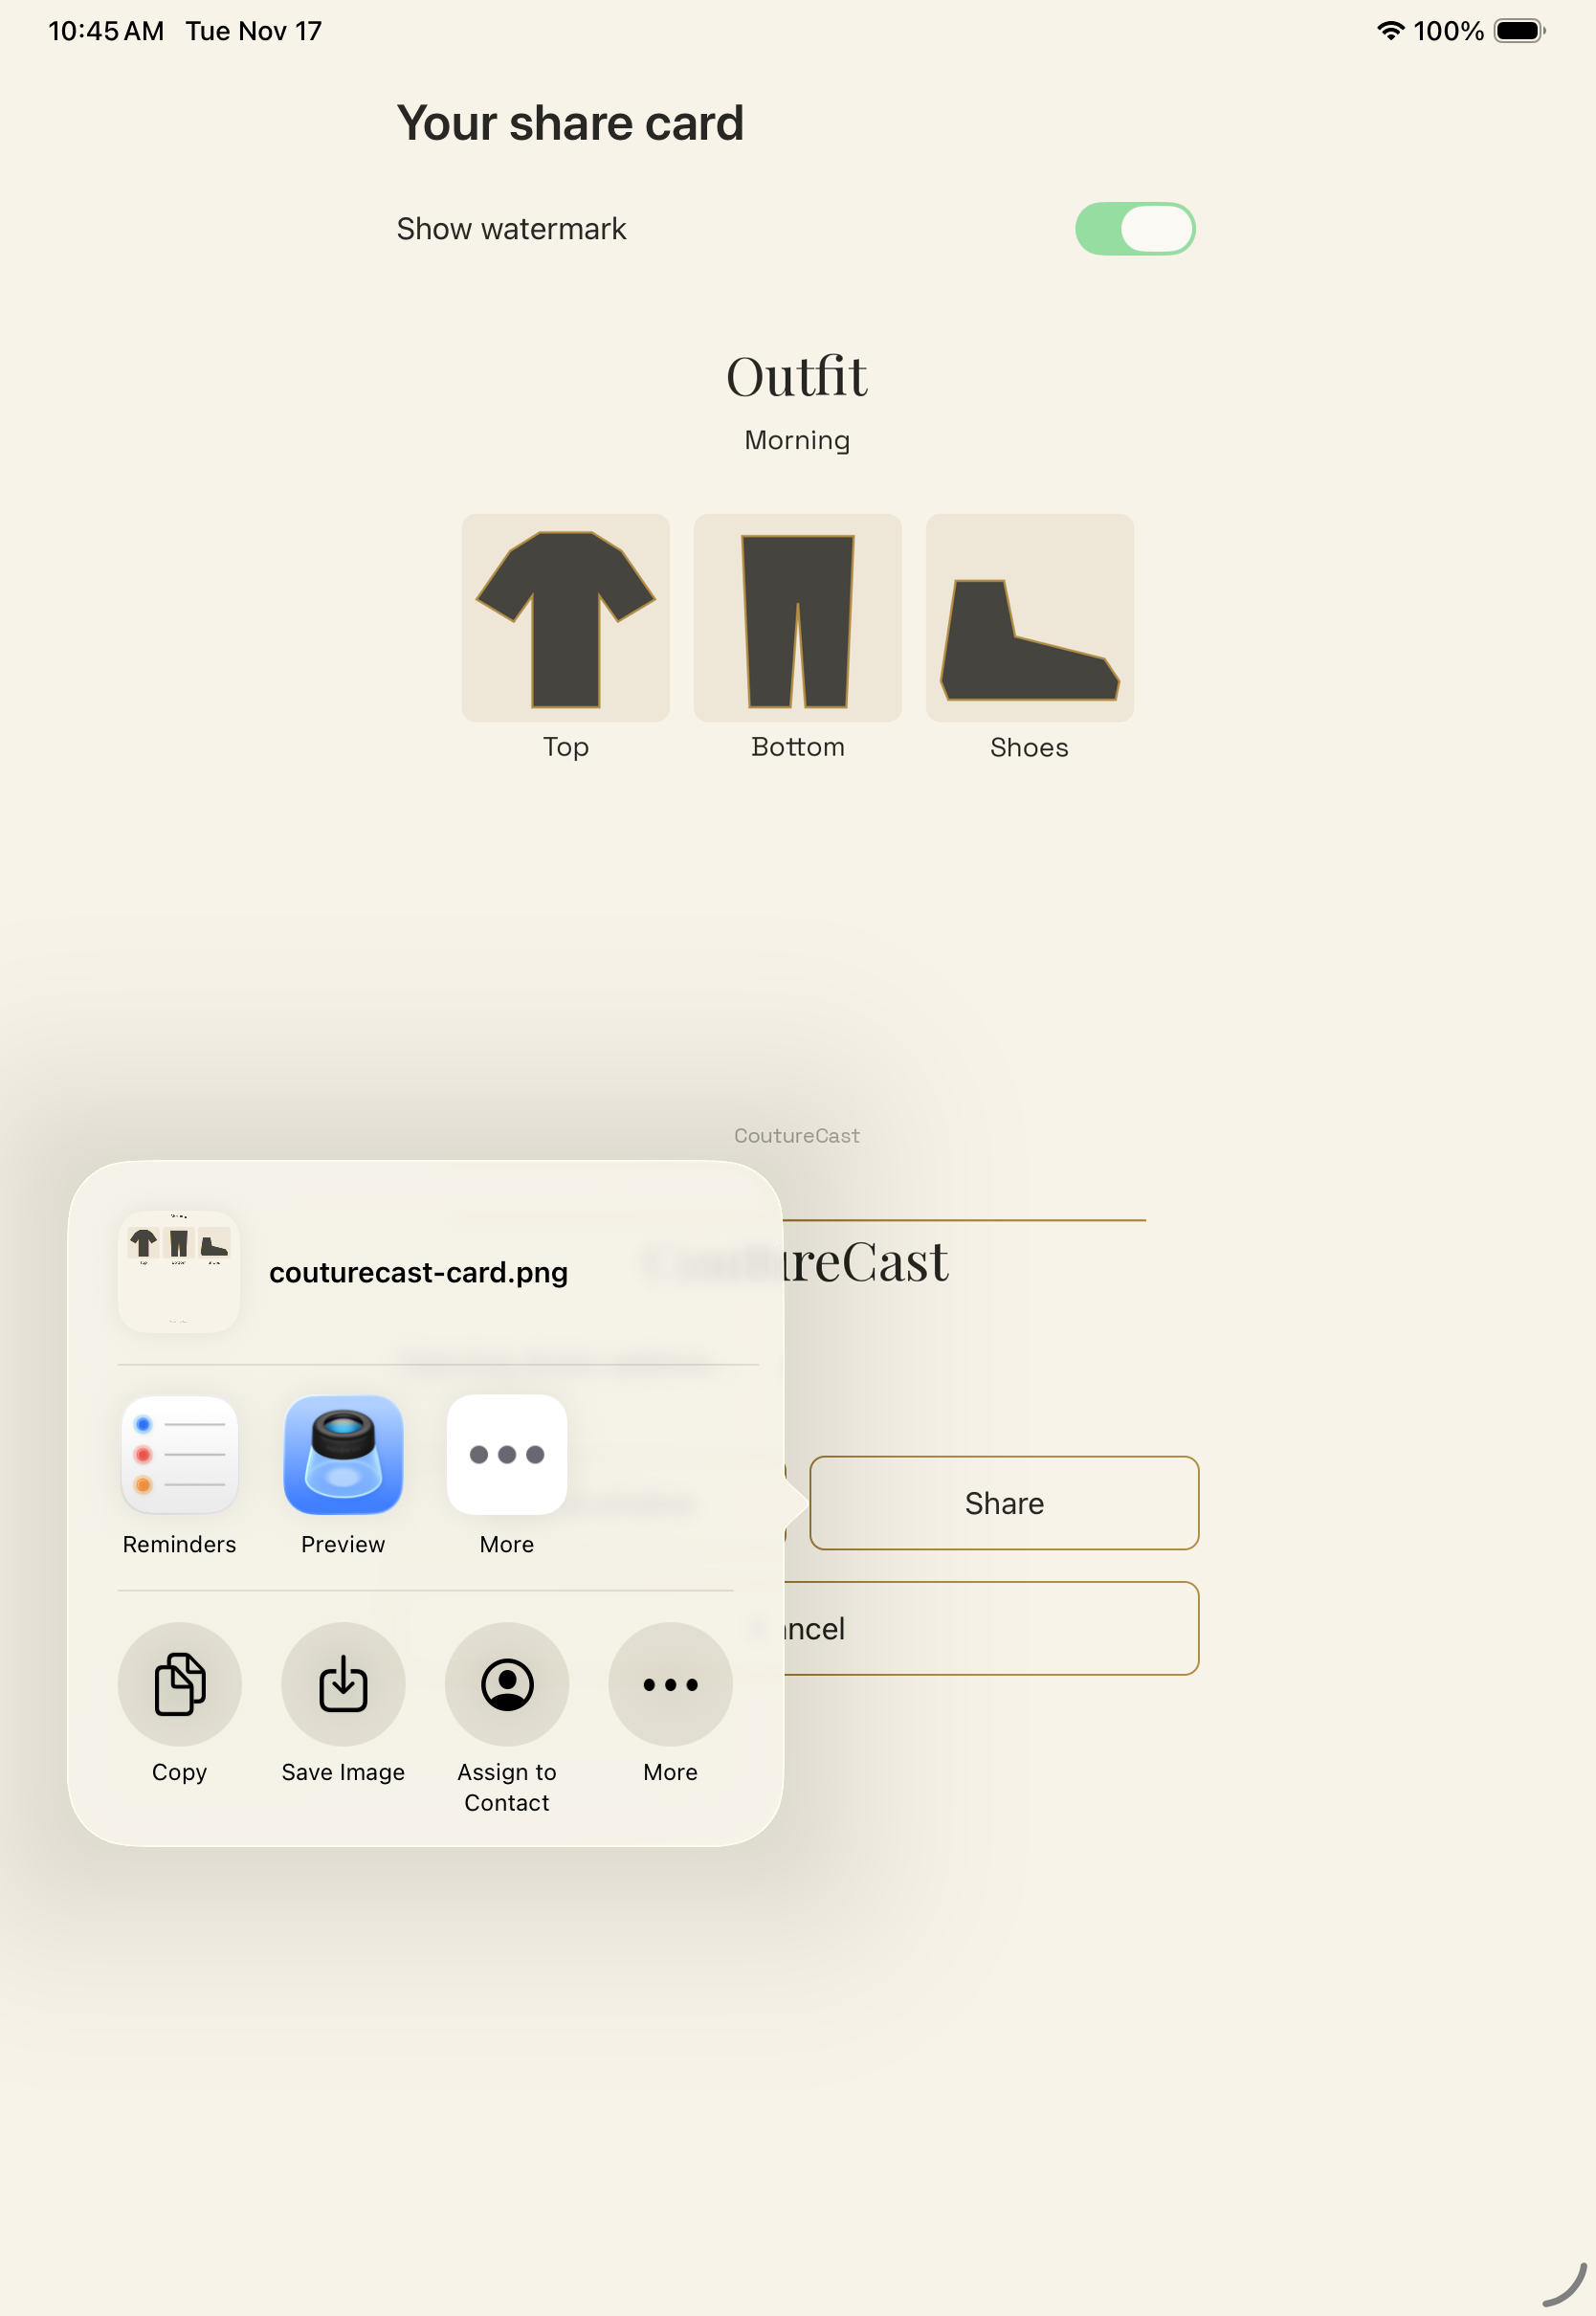 10:45 AM Tue Nov 17
100%
Your share card
Show watermark
Outfit
Morning
Top
Bottom
Shoes
CoutureCast
couturecast-card.png
ureCast
Reminders
Preview
More
Share
ancel
Copy
Save Image
Assign to
Contact
More